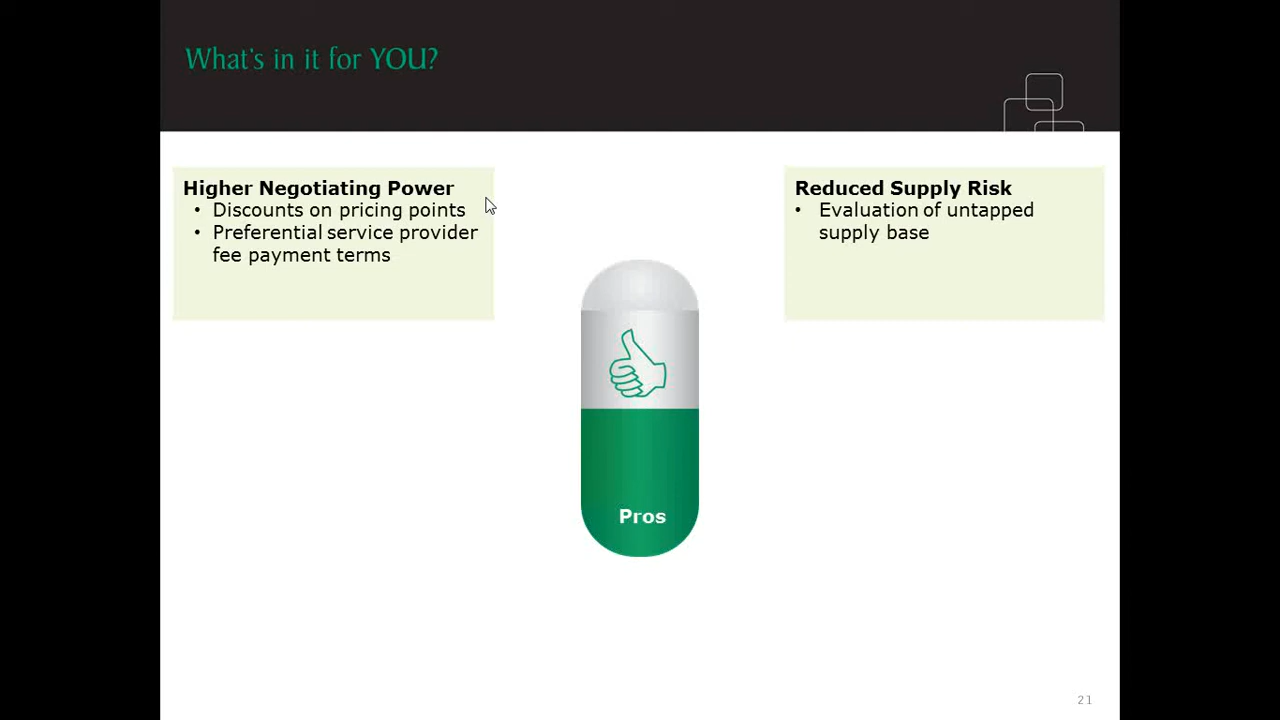 What's in it for YOU?
Higher Negotiating Power
• Discounts on pricing points
• Preferential service provider
fee payment terms
Reduced Supply Risk
• Evaluation of untapped
supply base
Pros
21